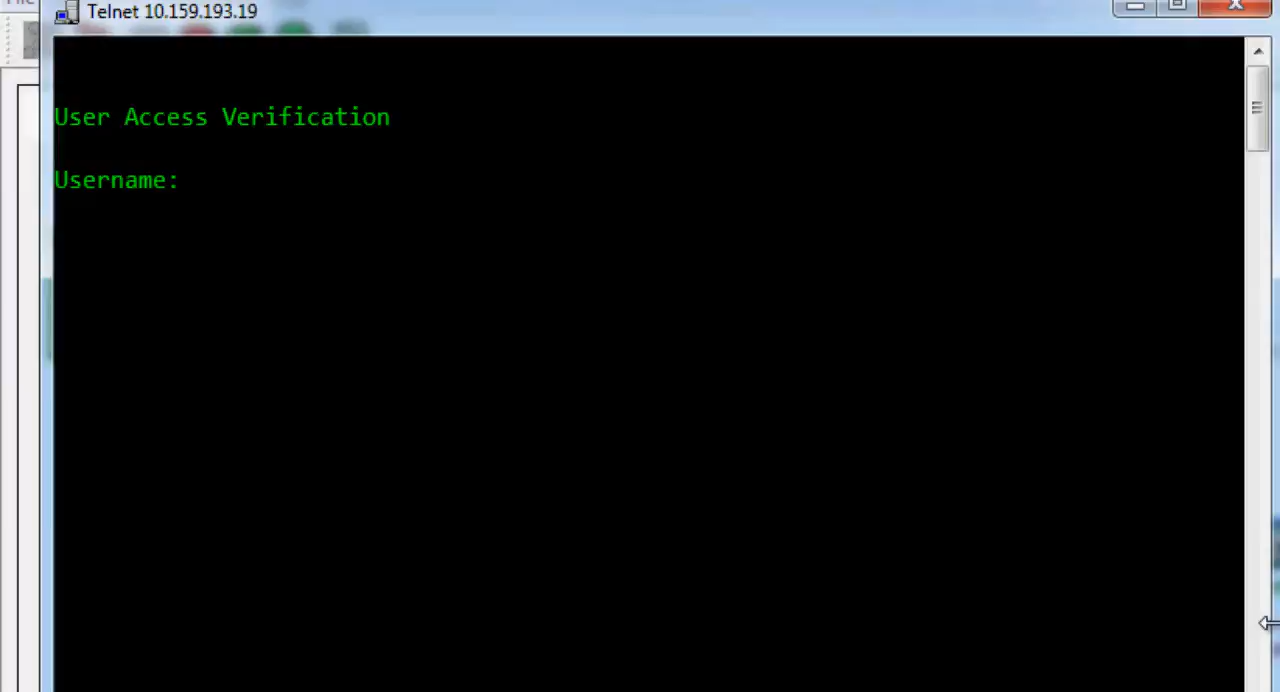 Telnet 10.159.193.19
User Access Verification
Username: